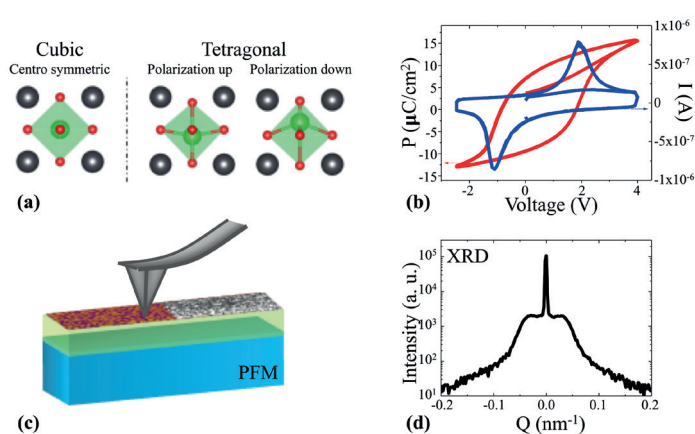 Cubic
Centro symmetric
Tetragonal
Polarization up Polarization down
(a)
P (µC/cm²)
15
10
5
0
-5
-10
-15
-2 0 2 4
Voltage (V)
1x10⁻⁶
5x10⁻⁷
0
-5x10⁻⁷
-1x10⁻⁶
I (A)
(b)
PFM
(c)
XRD
Intensity (a. u.)
10⁵
10⁴
10³
10²
10¹
-0.2 -0.1 0.0 0.1 0.2
Q (nm⁻¹)
(d)